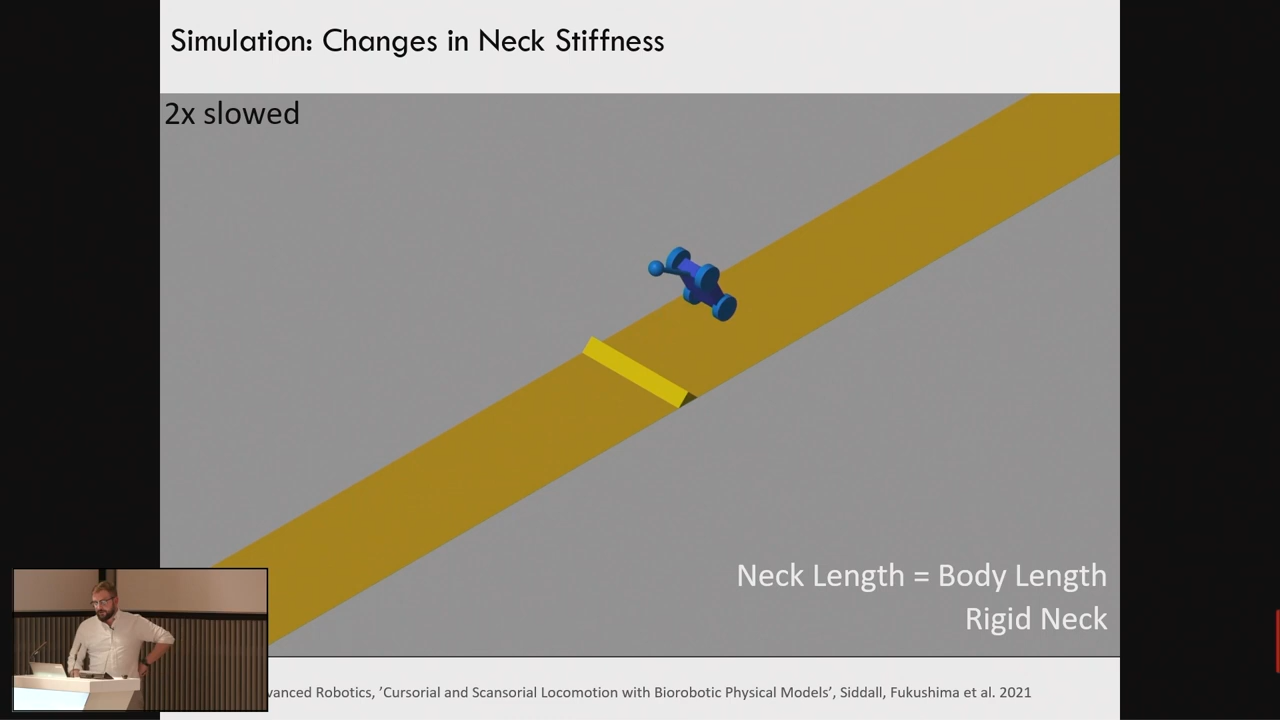 Simulation: Changes in Neck Stiffness
2x slowed
Neck Length = Body Length
Rigid Neck
Robotics, ’Cursorial and Scansorial Locomotion with Biorobotic Physical Models’, Siddall, Fukushima et al. 2021